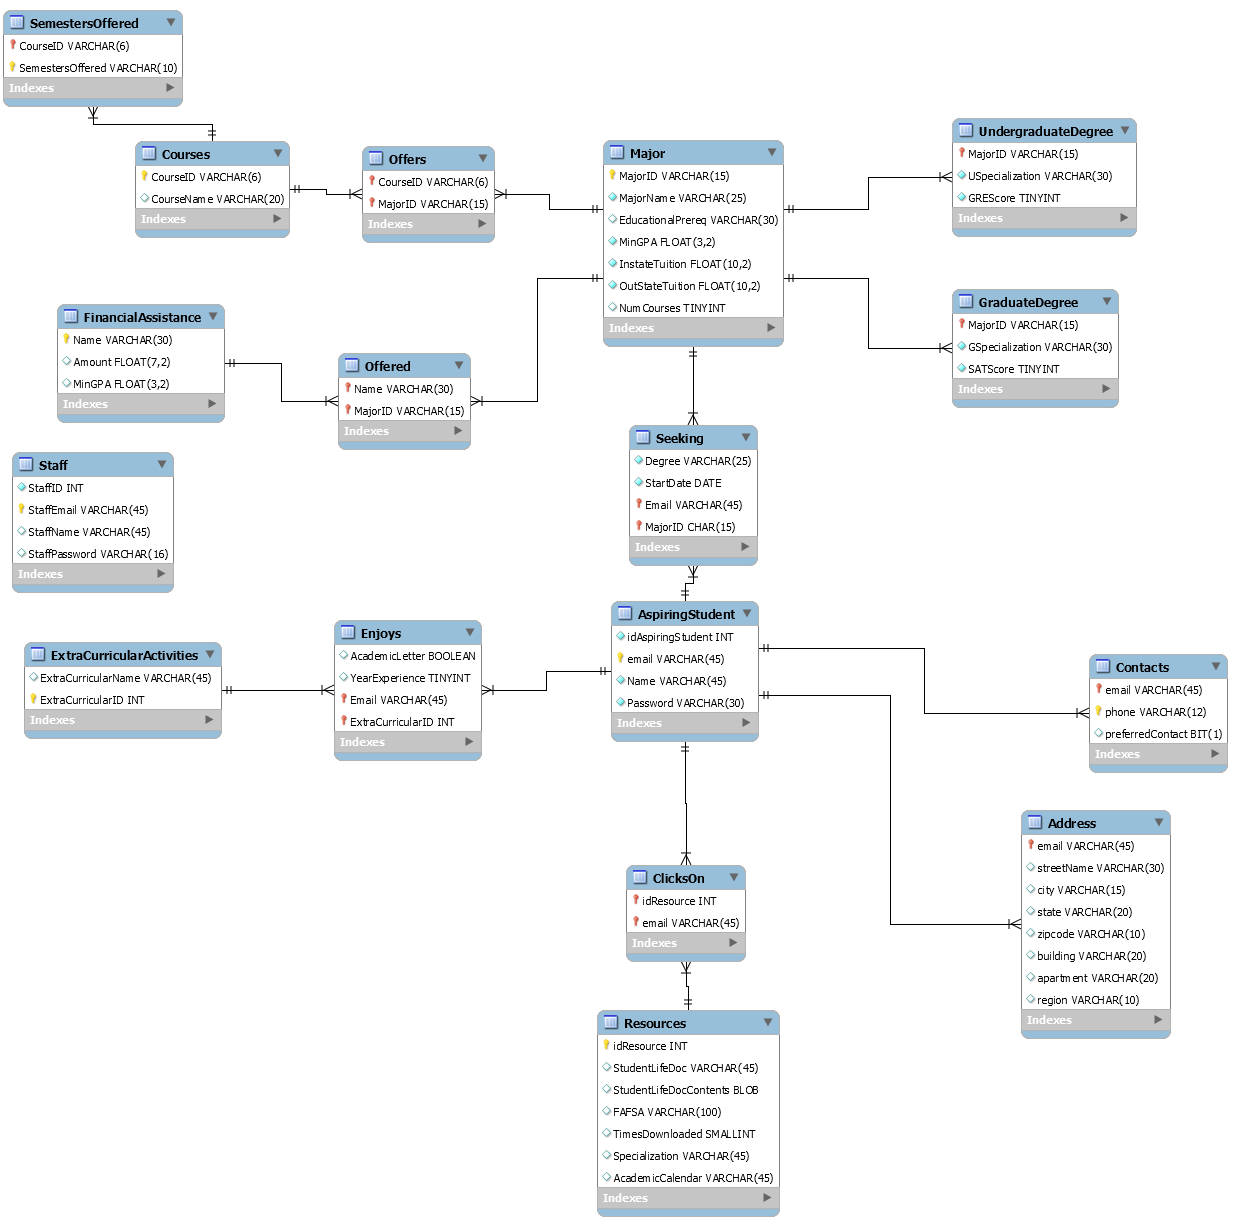 SemestersOffered
CourseID VARCHAR(6)
SemestersOffered VARCHAR(10)
Indexes
Courses
CourseID VARCHAR(6)
CourseName VARCHAR(20)
Indexes
Offers
CourseID VARCHAR(6)
MajorID VARCHAR(15)
Indexes
Major
MajorID VARCHAR(15)
MajorName VARCHAR(25)
EducationalPrereq VARCHAR(30)
MinGPA FLOAT(3,2)
InstateTuition FLOAT(10,2)
OutStateTuition FLOAT(10,2)
NumCourses TINYINT
Indexes
UndergraduateDegree
MajorID VARCHAR(15)
USpecialization VARCHAR(30)
GREScore TINYINT
Indexes
GraduateDegree
MajorID VARCHAR(15)
GSpecialization VARCHAR(30)
SATScore TINYINT
Indexes
FinancialAssistance
Name VARCHAR(30)
Amount FLOAT(7,2)
MinGPA FLOAT(3,2)
Indexes
Offered
Name VARCHAR(30)
MajorID VARCHAR(15)
Indexes
Seeking
Degree VARCHAR(25)
StartDate DATE
Email VARCHAR(45)
MajorID CHAR(15)
Indexes
Staff
StaffID INT
StaffEmail VARCHAR(45)
StaffName VARCHAR(45)
StaffPassword VARCHAR(16)
Indexes
ExtraCurricularActivities
ExtraCurricularName VARCHAR(45)
ExtraCurricularID INT
Indexes
Enjoys
AcademicLetter BOOLEAN
YearExperience TINYINT
Email VARCHAR(45)
ExtraCurricularID INT
Indexes
AspiringStudent
idAspiringStudent INT
email VARCHAR(45)
Name VARCHAR(45)
Password VARCHAR(30)
Indexes
Contacts
email VARCHAR(45)
phone VARCHAR(12)
preferredContact BIT(1)
Indexes
Address
email VARCHAR(45)
streetName VARCHAR(30)
city VARCHAR(15)
state VARCHAR(20)
zipcode VARCHAR(10)
building VARCHAR(20)
apartment VARCHAR(20)
region VARCHAR(10)
Indexes
ClicksOn
idResource INT
email VARCHAR(45)
Indexes
Resources
idResource INT
StudentLifeDoc VARCHAR(45)
StudentLifeDocContents BLOB
FAFSA VARCHAR(100)
TimesDownloaded SMALLINT
Specialization VARCHAR(45)
AcademicCalendar VARCHAR(45)
Indexes